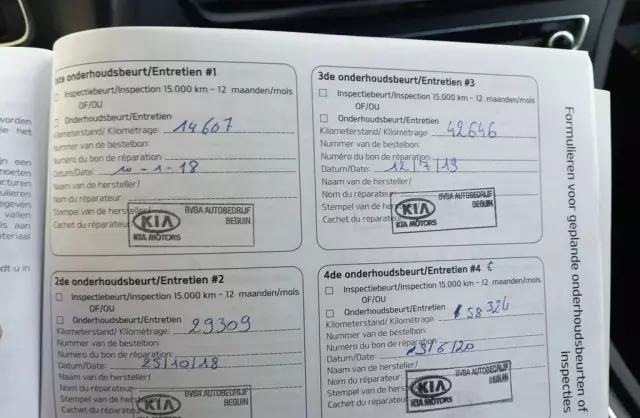 1ste onderhoudsbeurt/Entretien #1
☐ Inspectiebeurt/Inspection 15.000 km - 12 maanden/mois
OF/OU
☐ Onderhoudsbeurt/Entretien
Kilometerstand/ Kilométrage: 14607
Nummer van de bestelbon:
Numéro du bon de réparation:
Datum/Date: 10-1-18
Naam van de hersteller/
Nom du réparateur:
Stempel van de hersteller/
Cachet du réparateur:
BVBA AUTOBEDRIJF
BEGUIN
KIA
KIA MOTORS
2de onderhoudsbeurt/Entretien #2
☐ Inspectiebeurt/Inspection 15.000 km - 12 maanden/mois
OF/OU
☐ Onderhoudsbeurt/Entretien
Kilometerstand/ Kilométrage: 29309
Nummer van de bestelbon:
Numéro du bon de réparation:
Datum/Date: 25/10/18
Naam van de hersteller/
Nom du réparateur:
Stempel van de
Cachet du
BVBA AUTOBEDRIJF
BEGUIN
KIA
3de onderhoudsbeurt/Entretien #3
☐ Inspectiebeurt/Inspection 15.000 km - 12 maanden/mois
OF/OU
☐ Onderhoudsbeurt/Entretien
Kilometerstand/ Kilométrage: 42646
Nummer van de bestelbon:
Numéro du bon de réparation:
Datum/Date: 12/7/19
Naam van de hersteller/
Nom du réparateur:
Stempel van de hersteller/
Cachet du réparateur:
BVBA AUTOBEDRIJF
BEGUIN
KIA
KIA MOTORS
4de onderhoudsbeurt/Entretien #4
☐ Inspectiebeurt/Inspection 15.000 km - 12 maanden/mois
OF/OU
☐ Onderhoudsbeurt/Entretien
Kilometerstand/ Kilométrage: 58324
Nummer van de bestelbon:
Numéro du bon de réparation:
Datum/Date: /6/20
Naam van de hersteller/
Nom du réparateur:
Stempel van de hersteller/
Cachet du réparateur:
BVBA AUTOBEDRIJF
BEGUIN
KIA
KIA MOTORS
Formulieren voor geplande onderhoudsbeurten of
inspecties